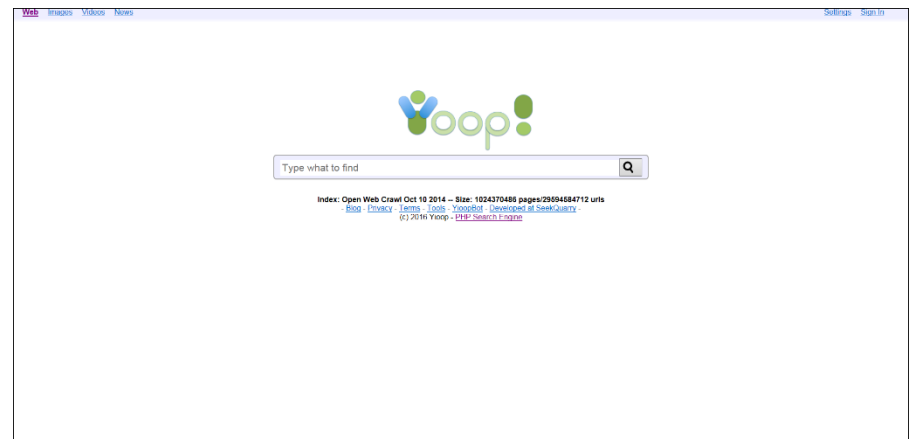 Web Images Videos News Settings Sign In
Yioop!
Type what to find
Index: Open Web Crawl Oct 10 2014 -- Size: 1024370486 pages/29594584712 urls
- Blog - Privacy - Terms - Tools - YioopBot - Developed at SeekQuarry -
(c) 2016 Yioop - PHP Search Engine